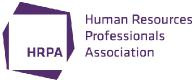 HRPA
Human Resources
Professionals
Association